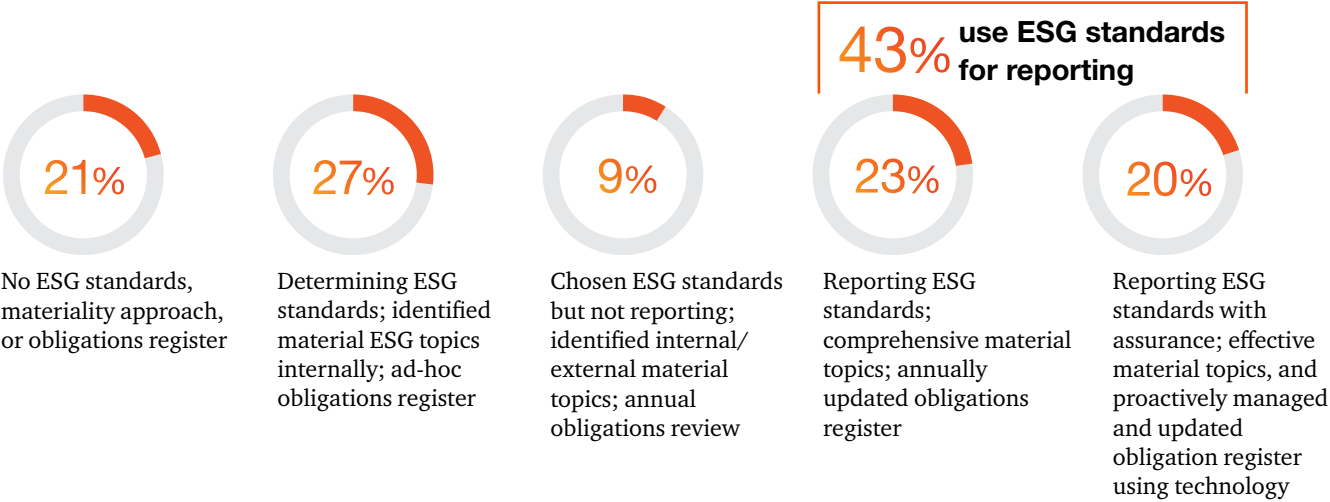 43% use ESG standards
for reporting
21%
No ESG standards,
materiality approach,
or obligations register
27%
Determining ESG
standards; identified
material ESG topics
internally; ad-hoc
obligations register
9%
Chosen ESG standards
but not reporting;
identified internal/
external material
topics; annual
obligations review
23%
Reporting ESG
standards;
comprehensive material
topics; annually
updated obligations
register
20%
Reporting ESG
standards with
assurance; effective
material topics, and
proactively managed
and updated
obligation register
using technology